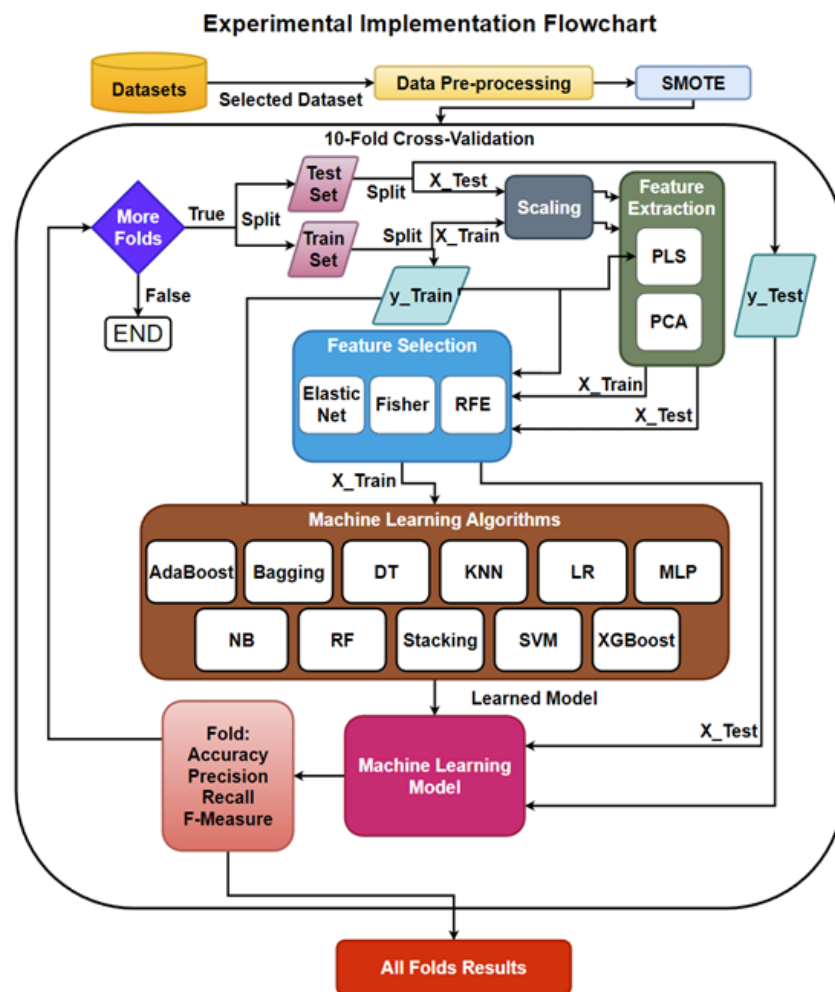 Experimental Implementation Flowchart
Datasets
Selected Dataset
Data Pre-processing
SMOTE
10-Fold Cross-Validation
More
Folds
True
False
END
Split
Test
Set
Train
Set
Split
X_Test
Split
X_Train
Scaling
Feature
Extraction
PLS
PCA
y_Train
y_Test
Feature Selection
Elastic
Net
Fisher
RFE
X_Train
X_Test
X_Train
Machine Learning Algorithms
AdaBoost
Bagging
DT
KNN
LR
MLP
NB
RF
Stacking
SVM
XGBoost
Learned Model
X_Test
Machine Learning
Model
Fold:
Accuracy
Precision
Recall
F-Measure
All Folds Results